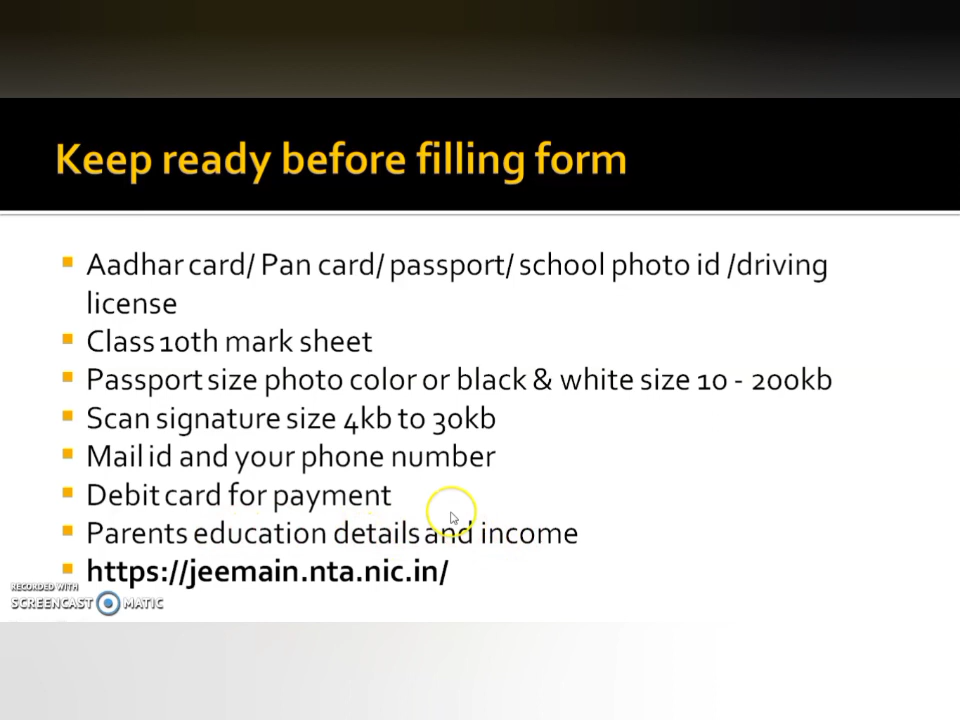 Keep ready before filling form
Aadhar card/ Pan card/ passport/ school photo id /driving
license
Class 10th mark sheet
Passport size photo color or black & white size 10 - 200kb
Scan signature size 4kb to 30kb
Mail id and your phone number
Debit card for payment
Parents education details and income
https://jeemain.nta.nic.in/
RECORDED WITH
SCREENCAST MATIC